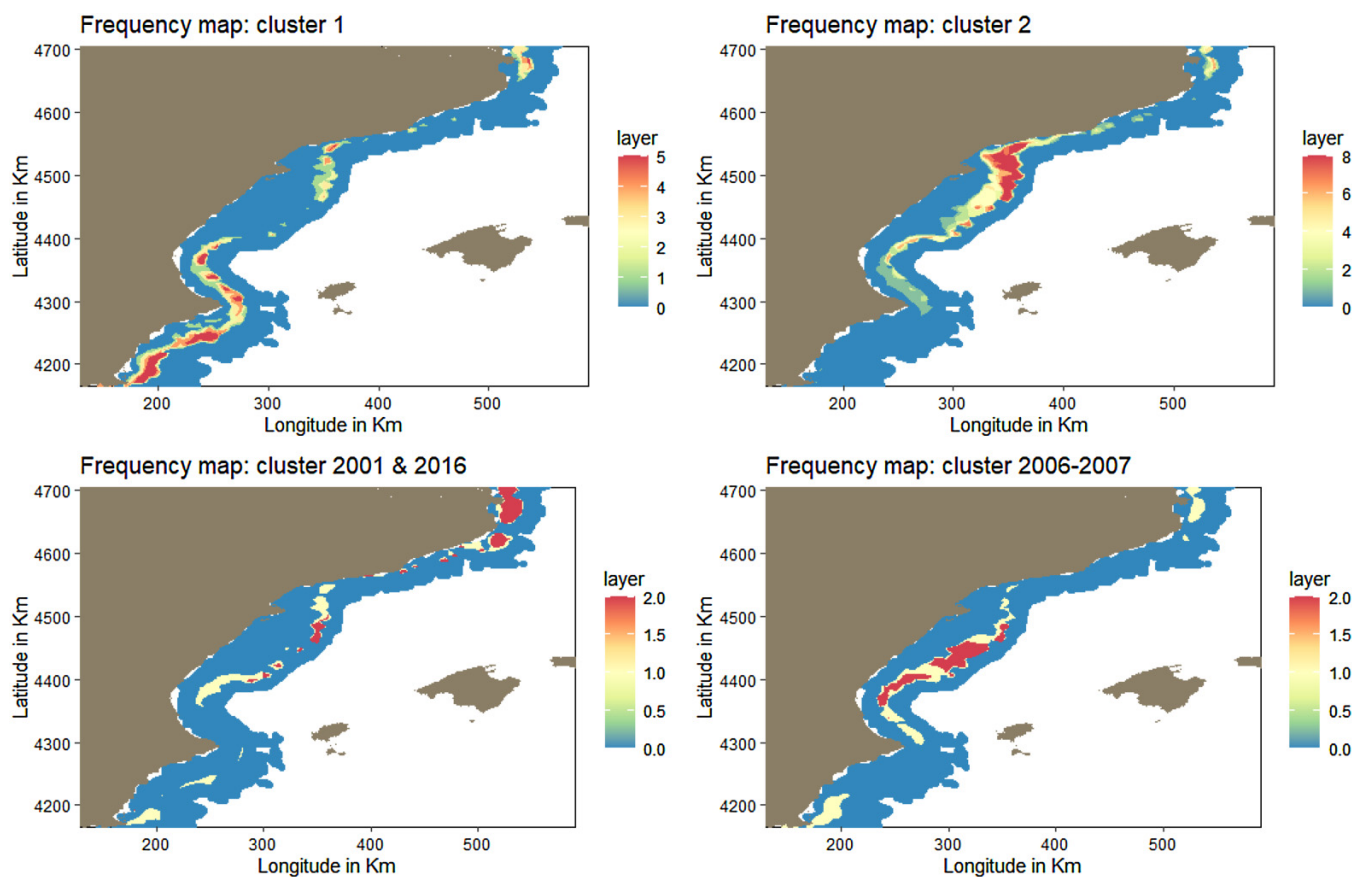 Frequency map: cluster 1
4700
4600
4500
4400
4300
4200
Latitude in Km
200 300 400 500
Longitude in Km
layer
5
4
3
2
1
0
Frequency map: cluster 2
4700
4600
4500
4400
4300
4200
Latitude in Km
200 300 400 500
Longitude in Km
layer
8
6
4
2
0
Frequency map: cluster 2001 & 2016
4700
4600
4500
4400
4300
4200
Latitude in Km
200 300 400 500
Longitude in Km
layer
2.0
1.5
1.0
0.5
0.0
Frequency map: cluster 2006-2007
4700
4600
4500
4400
4300
4200
Latitude in Km
200 300 400 500
Longitude in Km
layer
2.0
1.5
1.0
0.5
0.0